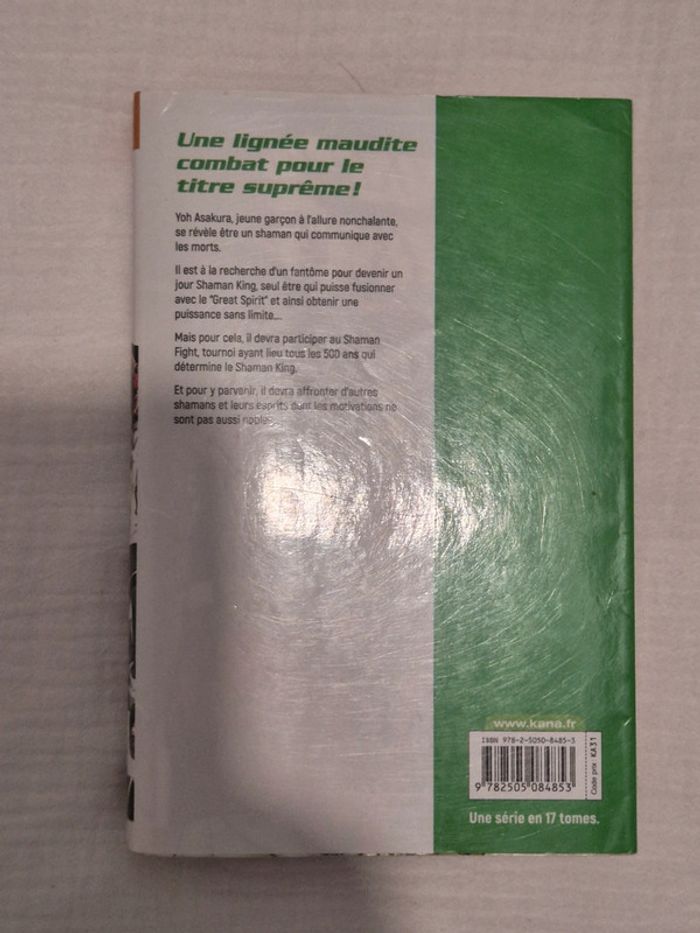 Une lignée maudite
combat pour le
titre suprême !
Yoh Asakura, jeune garçon à l'allure nonchalante,
se révèle être un shaman qui communique avec
les morts.
Il est à la recherche d'un fantôme pour devenir un
jour Shaman King, seul être qui puisse fusionner
avec le "Great Spirit" et ainsi obtenir une
puissance sans limite...
Mais pour cela, il devra participer au Shaman
Fight, tournoi ayant lieu tous les 500 ans qui
détermine le Shaman King.
Et pour y parvenir, il devra affronter d'autres
shamans et leurs esprits dont les motivations ne
sont pas aussi nobles
www.kana.fr
ISBN 978-2-5050-8485-3
9 782505 084853
Code prix : KA31
Une série en 17 tomes.